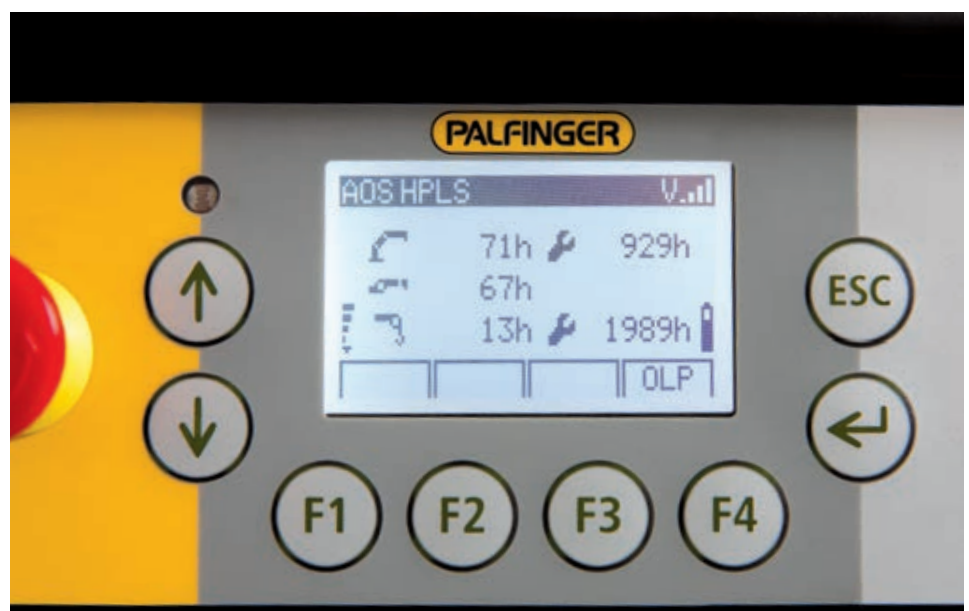 PALFINGER
AOS HPLS V
71h 929h
67h
13h 1989h
OLP
ESC
F1 F2 F3 F4